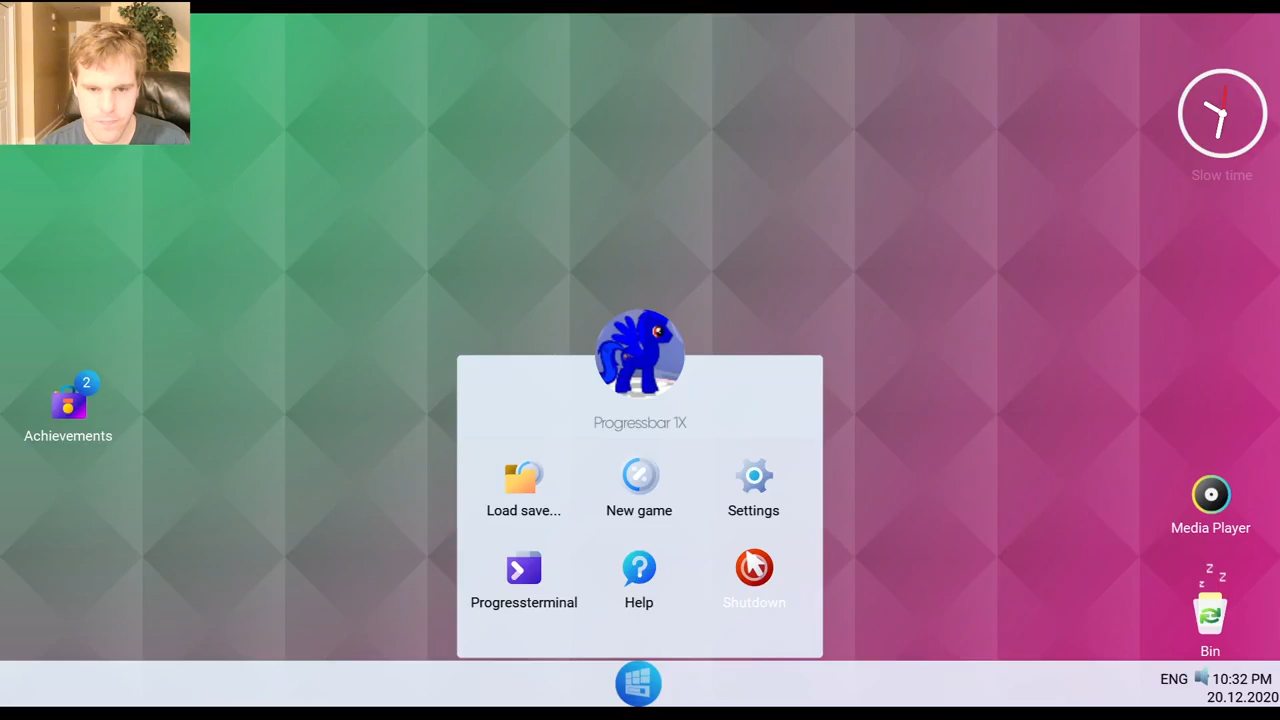 Slow time
2
Achievements
Progressbar 1X
Load save...
New game
Settings
Progressterminal
Help
Shutdown
Media Player
z
z
z
Bin
ENG
10:32 PM
20.12.2020